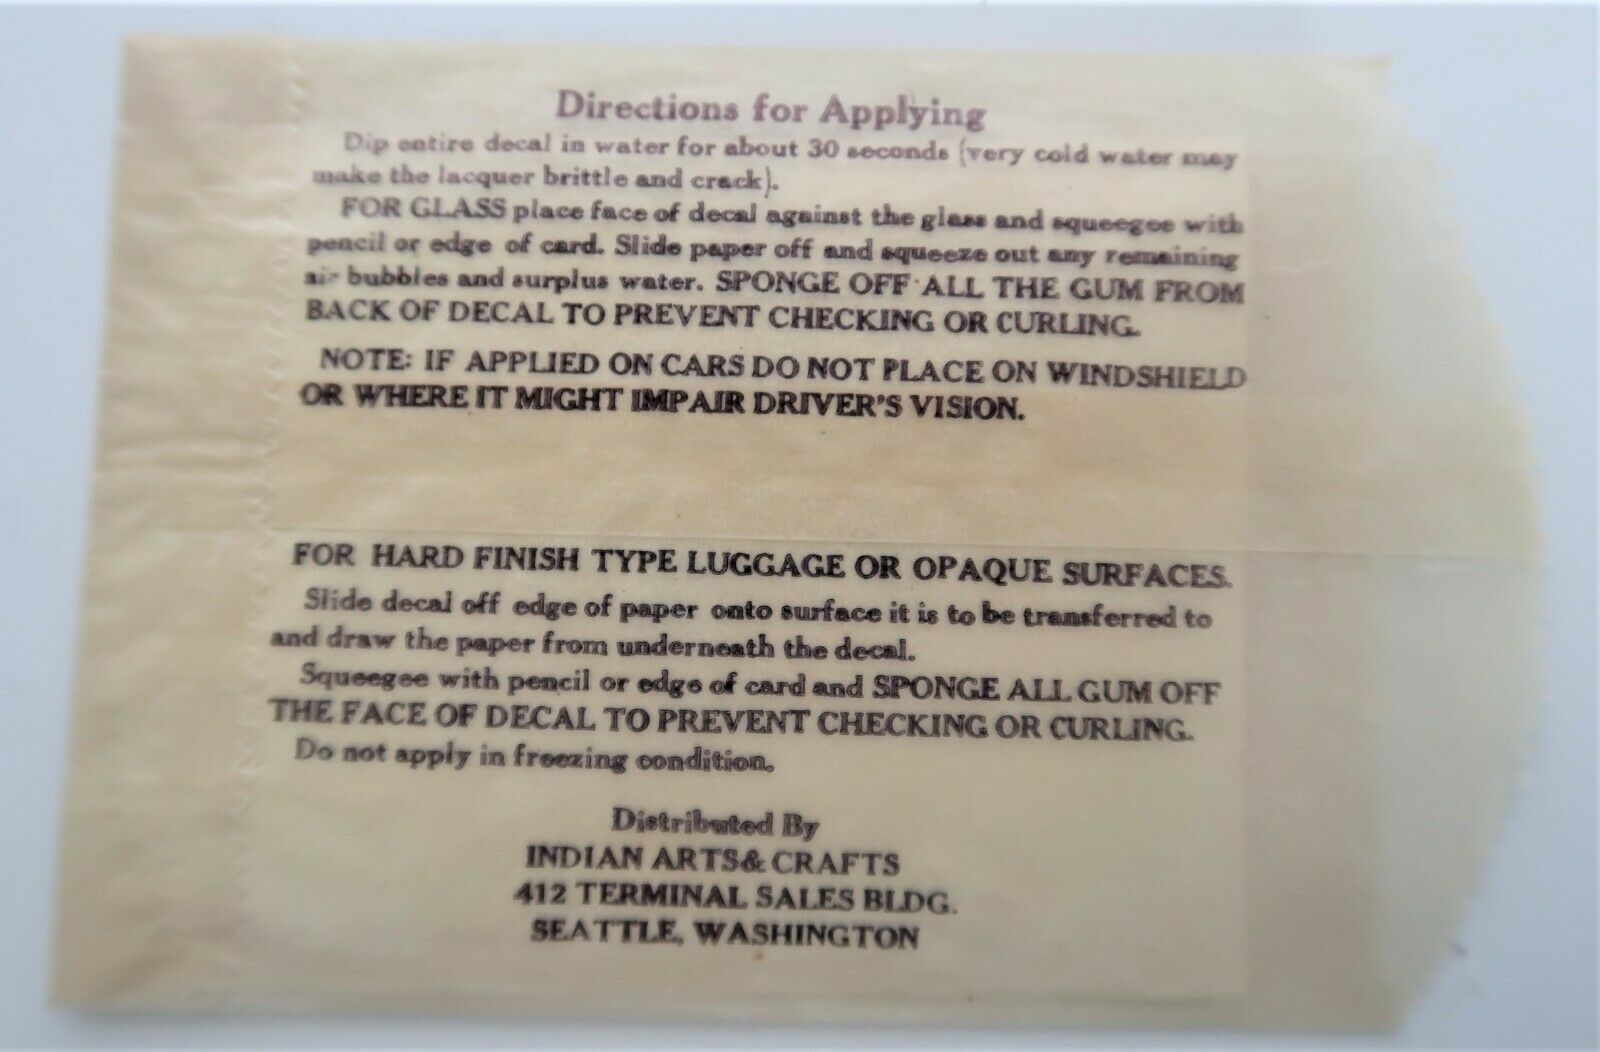 Directions for Applying
Dip entire decal in water for about 30 seconds (very cold water may
make the lacquer brittle and crack).
FOR GLASS place face of decal against the glass and squeegee with
pencil or edge of card. Slide paper off and squeeze out any remaining
air bubbles and surplus water. SPONGE OFF ALL THE GUM FROM
BACK OF DECAL TO PREVENT CHECKING OR CURLING.
NOTE: IF APPLIED ON CARS DO NOT PLACE ON WINDSHIELD
OR WHERE IT MIGHT IMPAIR DRIVER'S VISION.
FOR HARD FINISH TYPE LUGGAGE OR OPAQUE SURFACES.
Slide decal off edge of paper onto surface it is to be transferred to
and draw the paper from underneath the decal.
Squeegee with pencil or edge of card and SPONGE ALL GUM OFF
THE FACE OF DECAL TO PREVENT CHECKING OR CURLING.
Do not apply in freezing condition.
Distributed By
INDIAN ARTS & CRAFTS
412 TERMINAL SALES BLDG.
SEATTLE, WASHINGTON